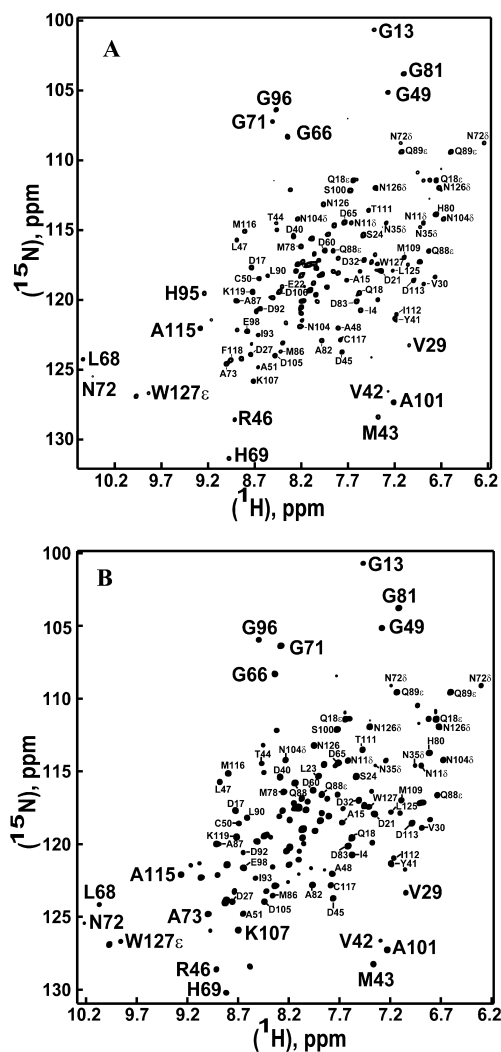 A
100
105
110
115
120
125
130
(15N), ppm
G13
G81
G49
G96
G71
G66
N72δ
N72δ
Q89ε
Q89ε
Q18ε
Q18ε
S100
N126δ
N126δ
N126
H80
T111
D65
N11δ
N11δ
N104δ
N104δ
T44
M116
D40
N35δ
N35δ
L47
M78
D60
S24
Q88ε
Q88ε
M109
D17
L90
D32
W127
C50
D21
L125
V30
K119
E22
A15
D113
H95
A87
D106
Q18
D92
D83
I4
I112
Y41
A115
E98
N104
A48
I93
C117
F118
D27
M86
A82
V29
L68
A73
D105
D45
A51
N72
K107
W127ε
V42
A101
R46
M43
H69
10.2 9.7 9.2 8.7 8.2 7.7 7.2 6.7 6.2
(1H), ppm
B
100
105
110
115
120
125
130
(15N), ppm
G13
G81
G49
G96
G71
G66
N72δ
N72δ
Q89ε
Q89ε
Q18ε
Q18ε
S100
N126δ
N126δ
N126
H80
T111
T44
N104δ
D65
N11δ
N35δ
N104δ
M116
D40
L23
N35δ
N11δ
L47
D60
S24
M78
Q88
Q88ε
Q88ε
D17
L90
D32
W127
M109
C50
A15
L125
D21
D113
V30
K119
A87
Q18
D92
D83
I4
I112
E98
Y41
A115
I93
A48
D27
M86
A82
C117
V29
L68
A51
D105
D45
A73
N72
K107
W127ε
V42
A101
R46
M43
H69
10.2 9.7 9.2 8.7 8.2 7.7 7.2 6.7 6.2
(1H), ppm